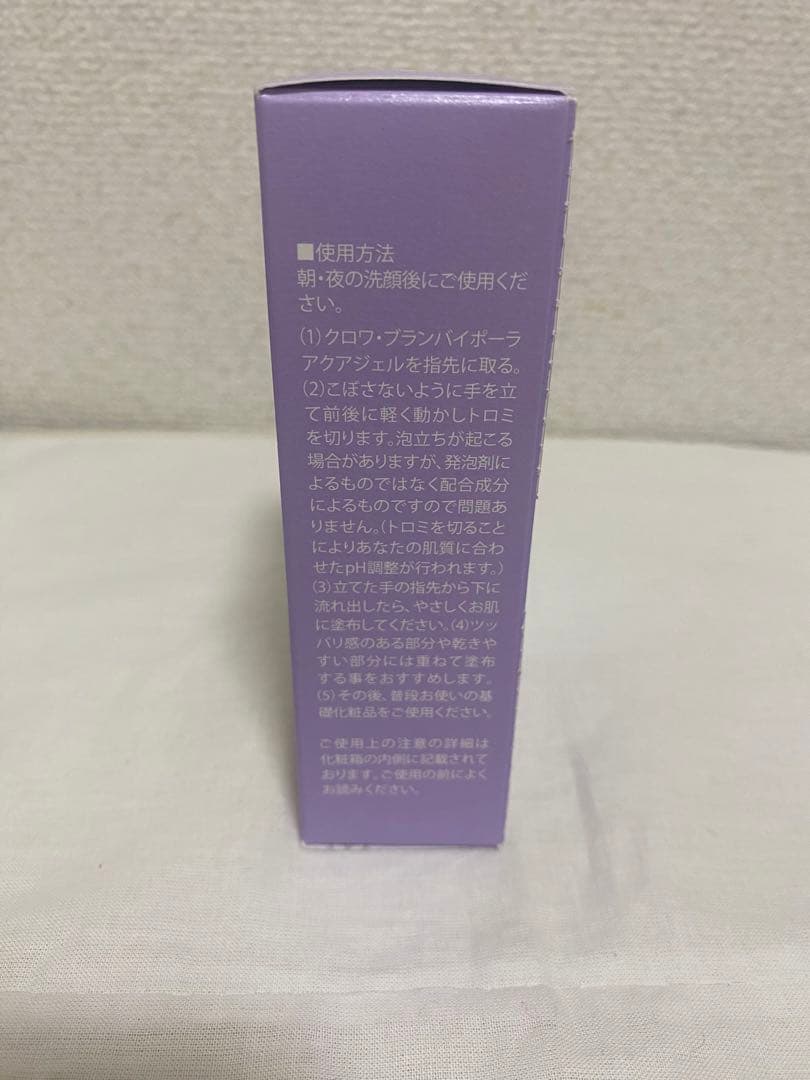 ■使用方法
朝・夜の洗顔後にご使用くだ
さい。
(1)クロワ・ブランバイポーラ
アクアジェルを指先に取る。
(2)こぼさないように手を立
て前後に軽く動かしトロミ
を切ります。泡立ちが起こる
場合がありますが、発泡剤に
よるものではなく配合成分
によるものですので問題あ
りません。(トロミを切ること
によりあなたの肌質に合わ
せたpH調整が行われます。)
(3)立てた手の指先から下に
流れ出したら、やさしくお肌
に塗布してください。(4)ツッ
パリ感のある部分や乾きや
すい部分には重ねて塗布
する事をおすすめします。
(5)その後、普段お使いの基
礎化粧品をご使用ください。
ご使用上の注意の詳細は
化粧箱の内側に記載されて
おります。ご使用の前によく
お読みください。